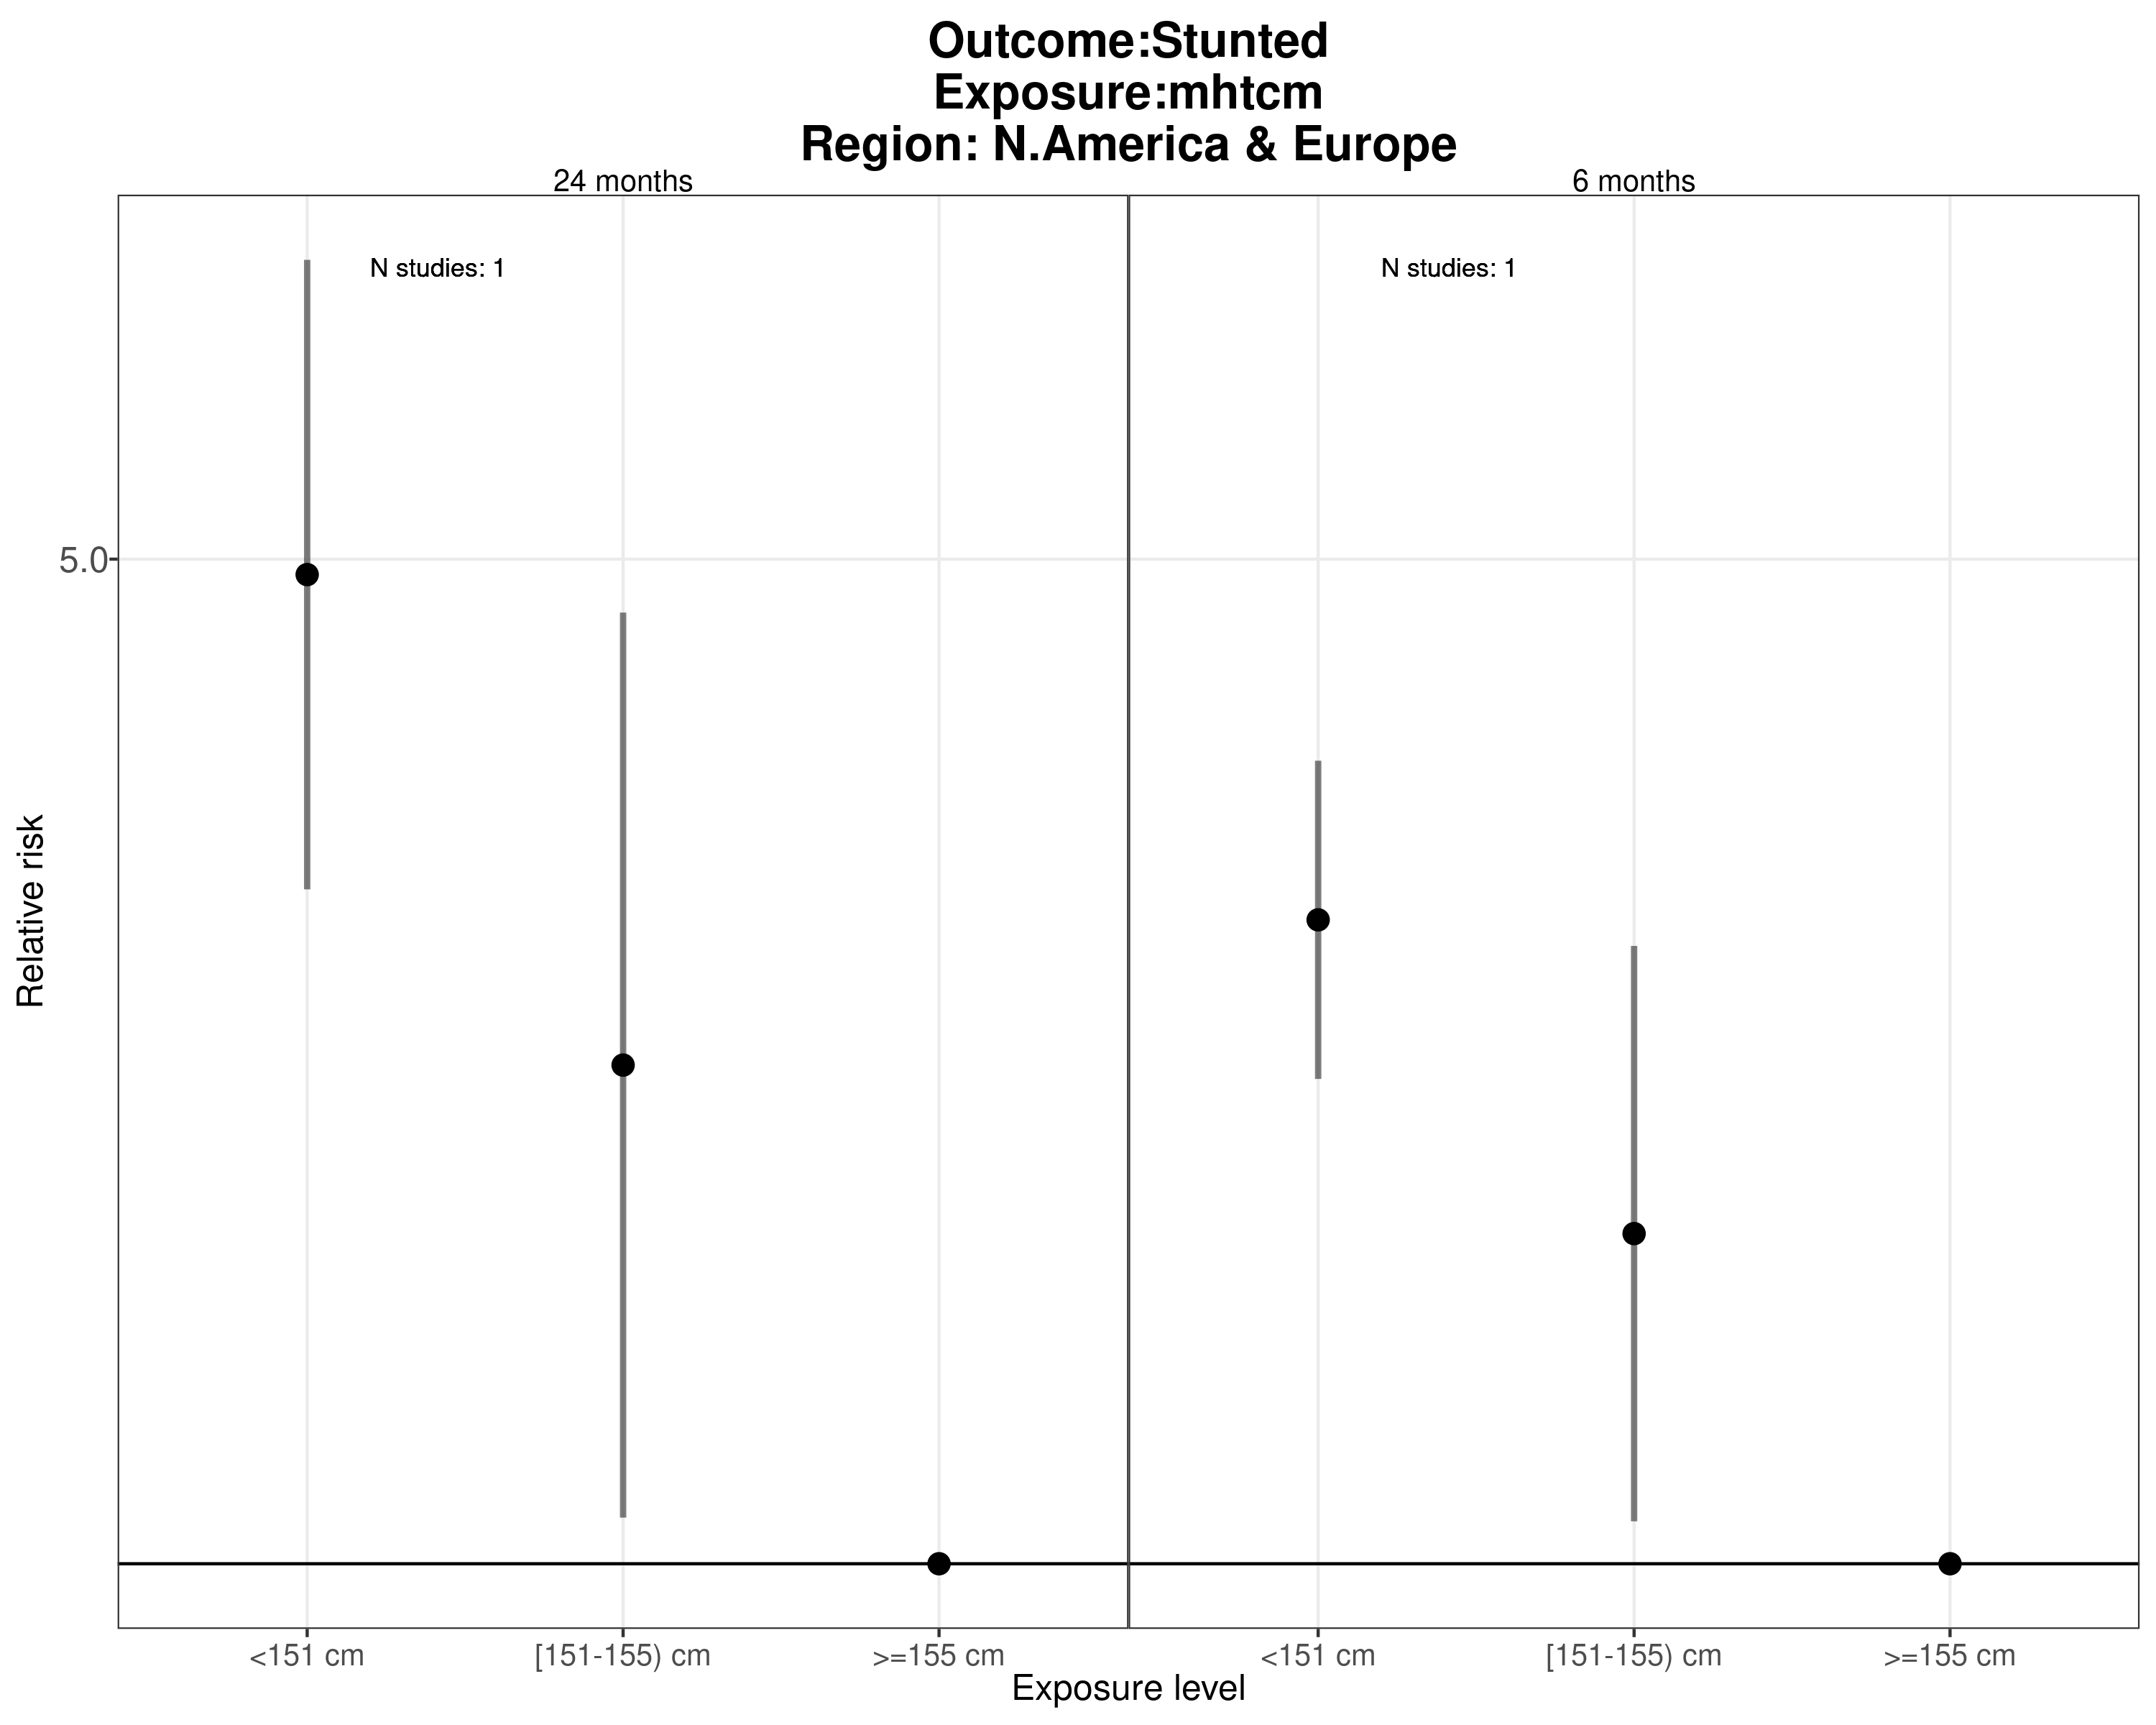 Outcome:Stunted
Exposure:mhtcm
Region: N.America & Europe
24 months
6 months
N studies: 1
N studies: 1
5.0
Relative risk
<151 cm
[151-155) cm
>=155 cm
<151 cm
[151-155) cm
>=155 cm
Exposure level